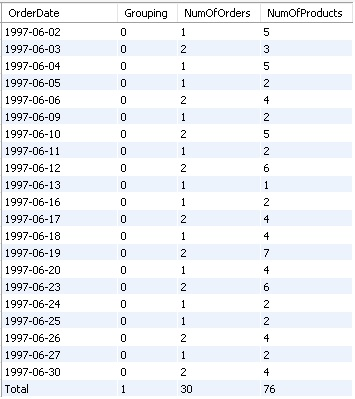 OrderDate Grouping NumOfOrders NumOfProducts
1997-06-02 0 1 5
1997-06-03 0 2 3
1997-06-04 0 1 5
1997-06-05 0 1 2
1997-06-06 0 2 4
1997-06-09 0 1 2
1997-06-10 0 2 5
1997-06-11 0 1 2
1997-06-12 0 2 6
1997-06-13 0 1 1
1997-06-16 0 1 2
1997-06-17 0 2 4
1997-06-18 0 1 4
1997-06-19 0 2 7
1997-06-20 0 1 4
1997-06-23 0 2 6
1997-06-24 0 1 2
1997-06-25 0 1 2
1997-06-26 0 2 4
1997-06-27 0 1 2
1997-06-30 0 2 4
Total 1 30 76